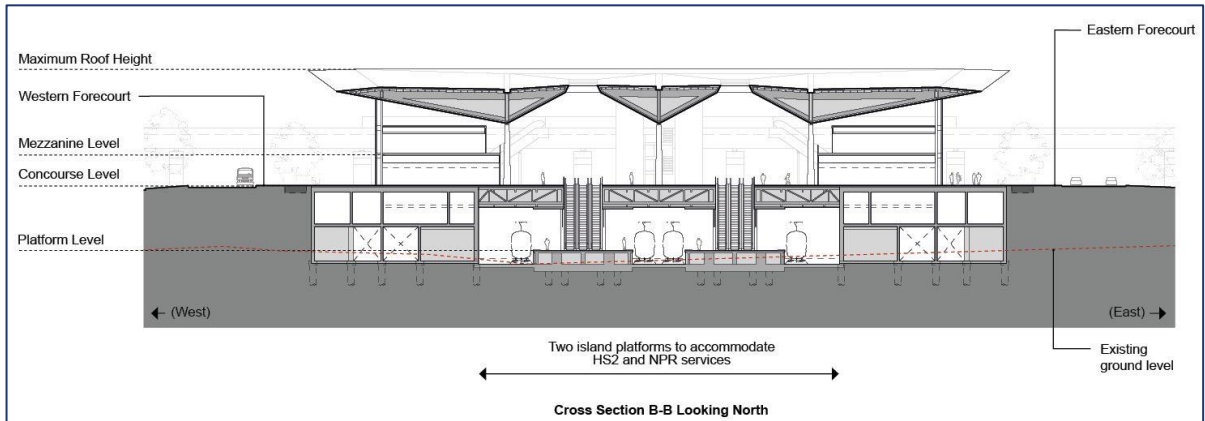 Eastern Forecourt
Maximum Roof Height
Western Forecourt
Mezzanine Level
Concourse Level
Platform Level
← (West)
(East) →
Two island platforms to accommodate
HS2 and NPR services
Existing
ground level
Cross Section B-B Looking North